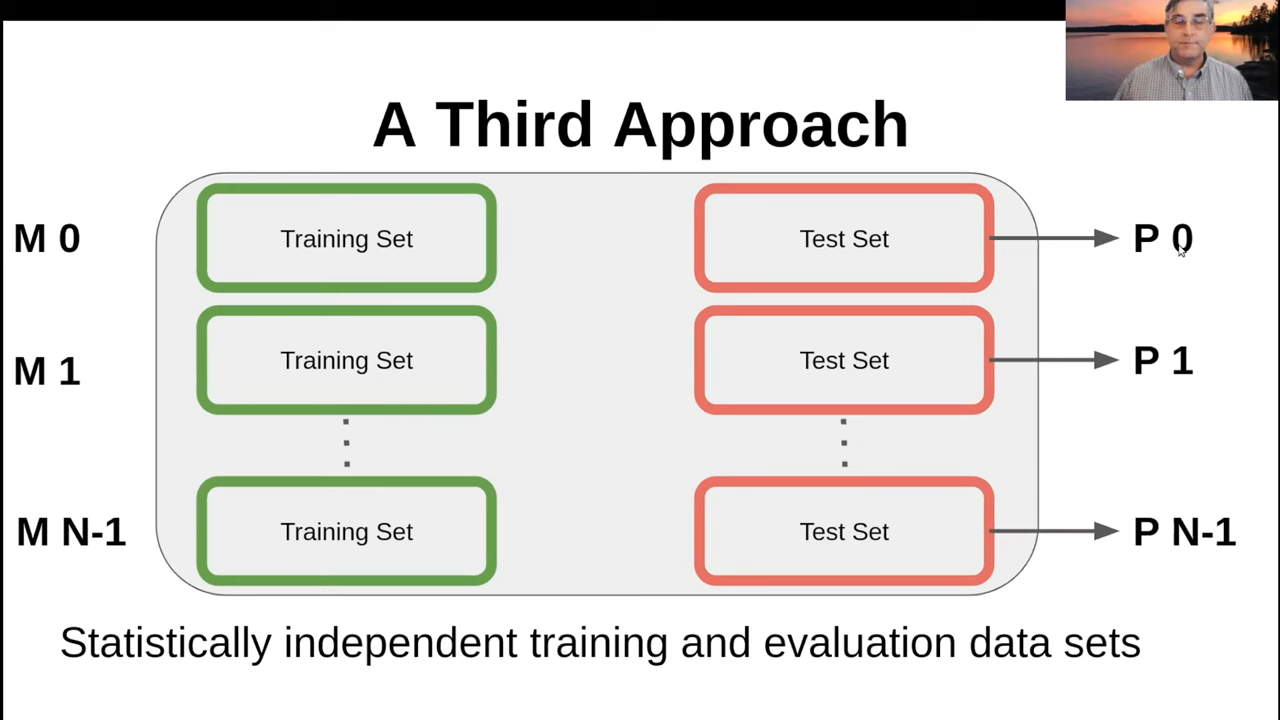 A Third Approach
M 0
Training Set
Test Set
P 0
M 1
Training Set
Test Set
P 1
M N-1
Training Set
Test Set
P N-1
Statistically independent training and evaluation data sets